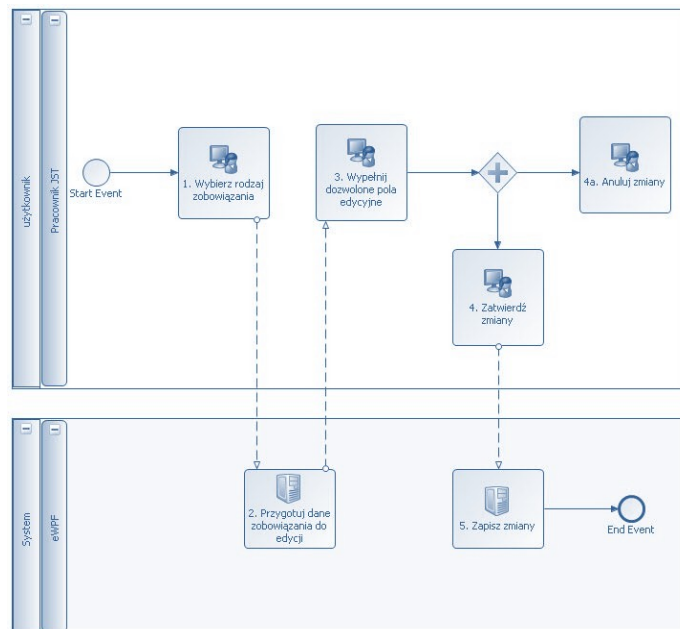 użytkownik
Pracownik JST
Start Event
1. Wybierz rodzaj
zobowiązania
3. Wypełnij
dozwolone pola
edycyjne
4a. Anuluj zmiany
4. Zatwierdź
zmiany
System
eWPF
2. Przygotuj dane
zobowiązania do
edycji
5. Zapisz zmiany
End Event